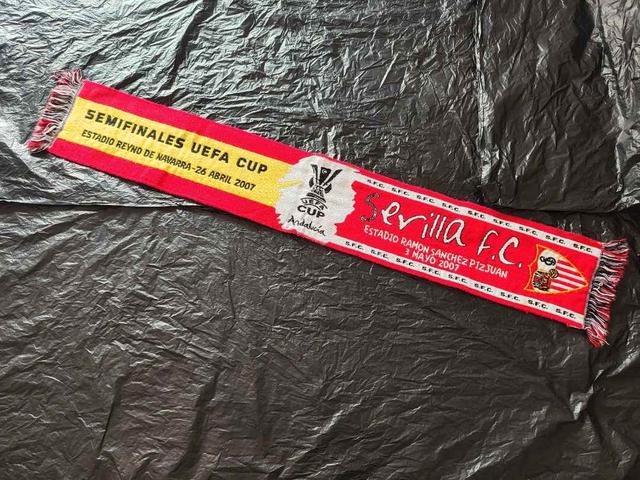 SEMIFINALES UEFA CUP
ESTADIO REYNO DE NAVARRA-26 ABRIL 2007
UEFA
CUP
Andalucía
S.F.C. S.F.C. S.F.C. S.F.C. S.F.C. S.F.C. S.F.C. S.F.C. S.F.C.
Sevilla F.C.
ESTADIO RAMON SANCHEZ PIZJUAN
3 MAYO 2007
S.F.C. S.F.C. S.F.C. S.F.C. S.F.C. S.F.C. S.F.C. S.F.C. S.F.C.